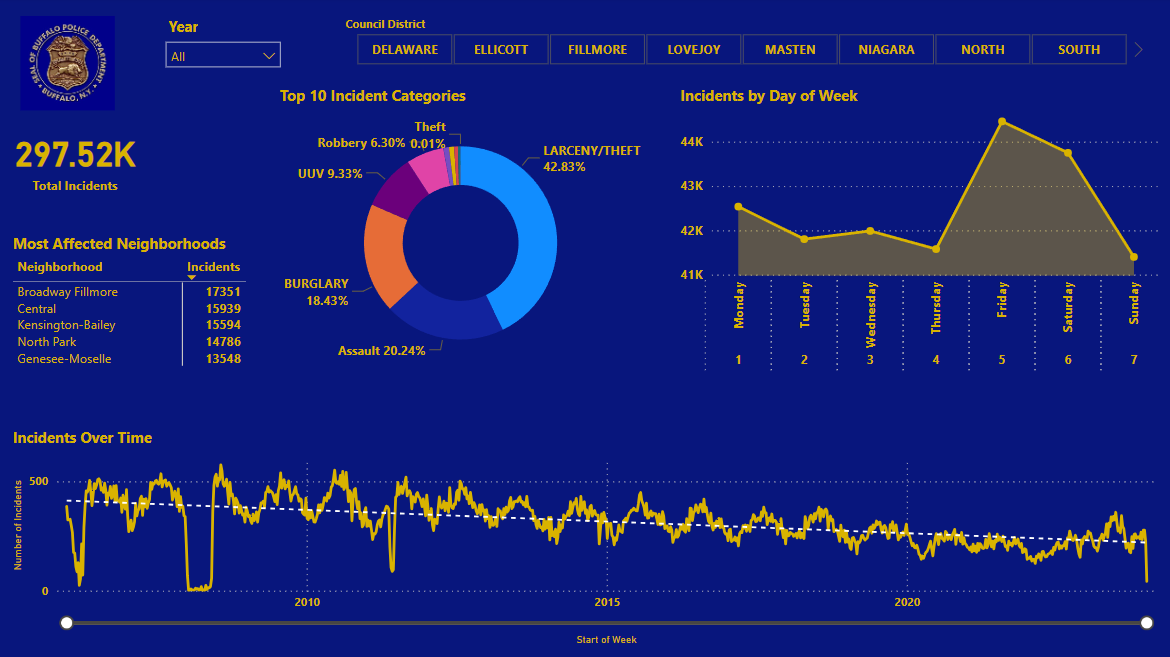 SEAL OF BUFFALO POLICE DEPARTMENT,
BUFFALO, N.Y.
Year
All
Council District
DELAWARE ELLICOTT FILLMORE LOVEJOY MASTEN NIAGARA NORTH SOUTH
297.52K
Total Incidents
Most Affected Neighborhoods
Neighborhood Incidents
Broadway Fillmore 17351
Central 15939
Kensington-Bailey 15594
North Park 14786
Genesee-Moselle 13548
Top 10 Incident Categories
Theft
0.01%
Robbery 6.30%
LARCENY/THEFT
42.83%
UUV 9.33%
BURGLARY
18.43%
Assault 20.24%
Incidents by Day of Week
44K
43K
42K
41K
Monday Tuesday Wednesday Thursday Friday Saturday Sunday
1 2 3 4 5 6 7
Incidents Over Time
Number of Incidents
500
0
2010 2015 2020
Start of Week